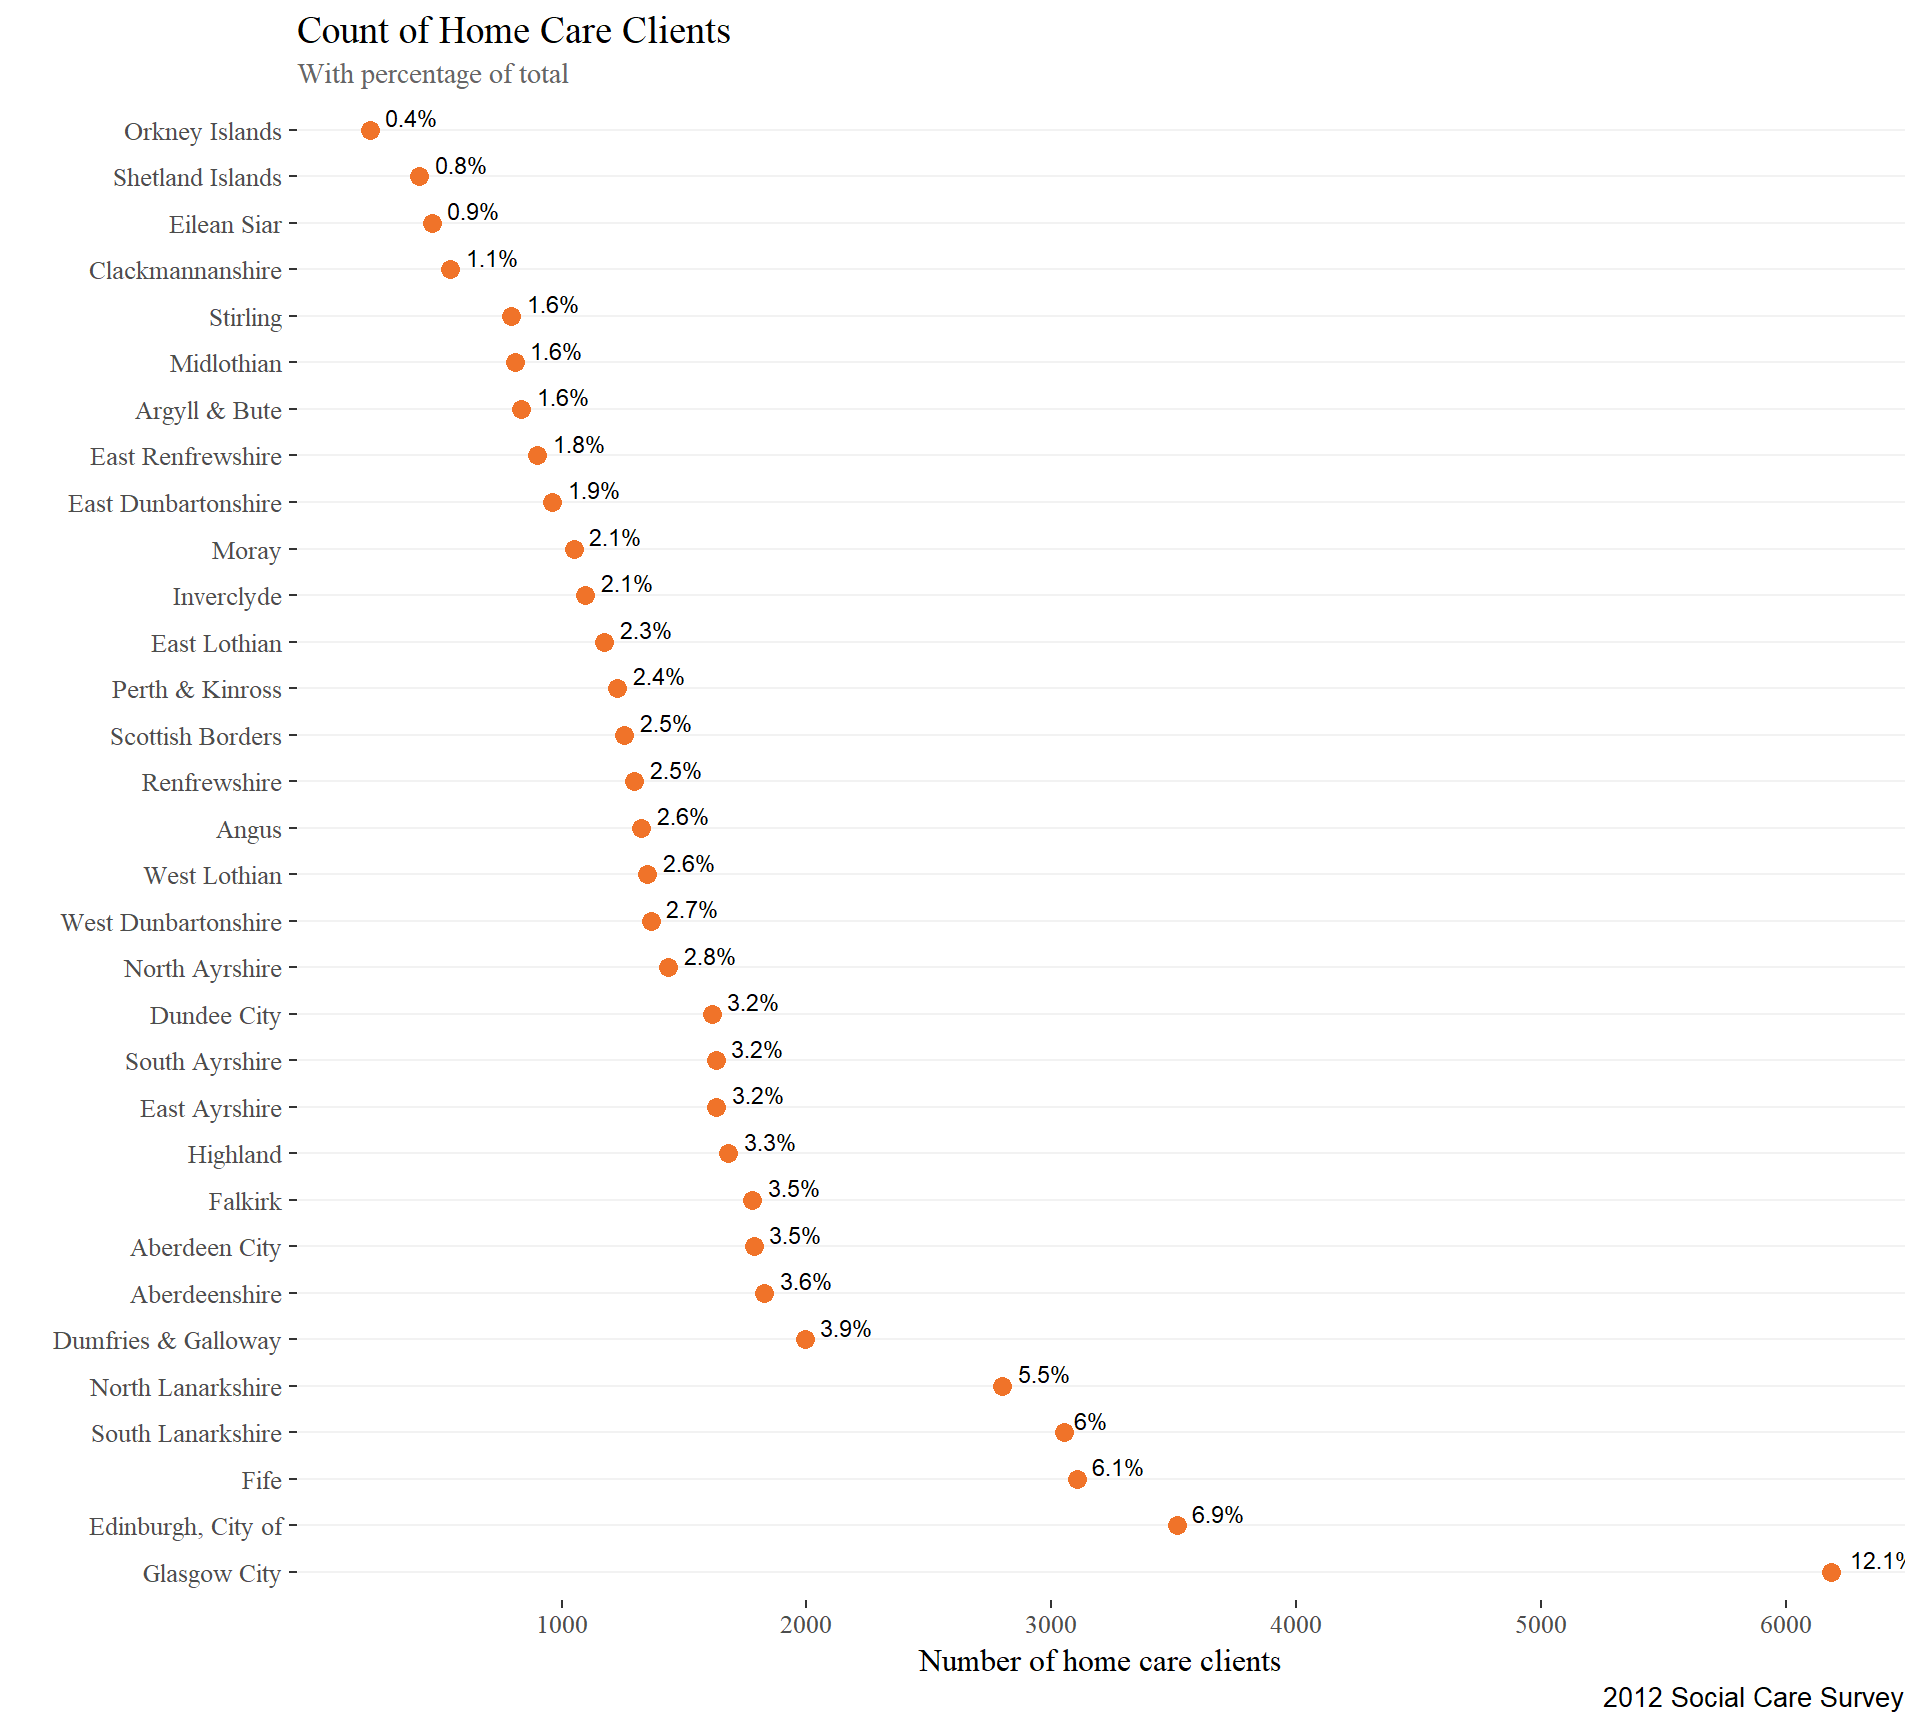 Count of Home Care Clients
With percentage of total
Orkney Islands 0.4%
Shetland Islands 0.8%
Eilean Siar 0.9%
Clackmannanshire 1.1%
Stirling 1.6%
Midlothian 1.6%
Argyll & Bute 1.6%
East Renfrewshire 1.8%
East Dunbartonshire 1.9%
Moray 2.1%
Inverclyde 2.1%
East Lothian 2.3%
Perth & Kinross 2.4%
Scottish Borders 2.5%
Renfrewshire 2.5%
Angus 2.6%
West Lothian 2.6%
West Dunbartonshire 2.7%
North Ayrshire 2.8%
Dundee City 3.2%
South Ayrshire 3.2%
East Ayrshire 3.2%
Highland 3.3%
Falkirk 3.5%
Aberdeen City 3.5%
Aberdeenshire 3.6%
Dumfries & Galloway 3.9%
North Lanarkshire 5.5%
South Lanarkshire 6%
Fife 6.1%
Edinburgh, City of 6.9%
Glasgow City 12.1%
1000 2000 3000 4000 5000 6000
Number of home care clients
2012 Social Care Survey